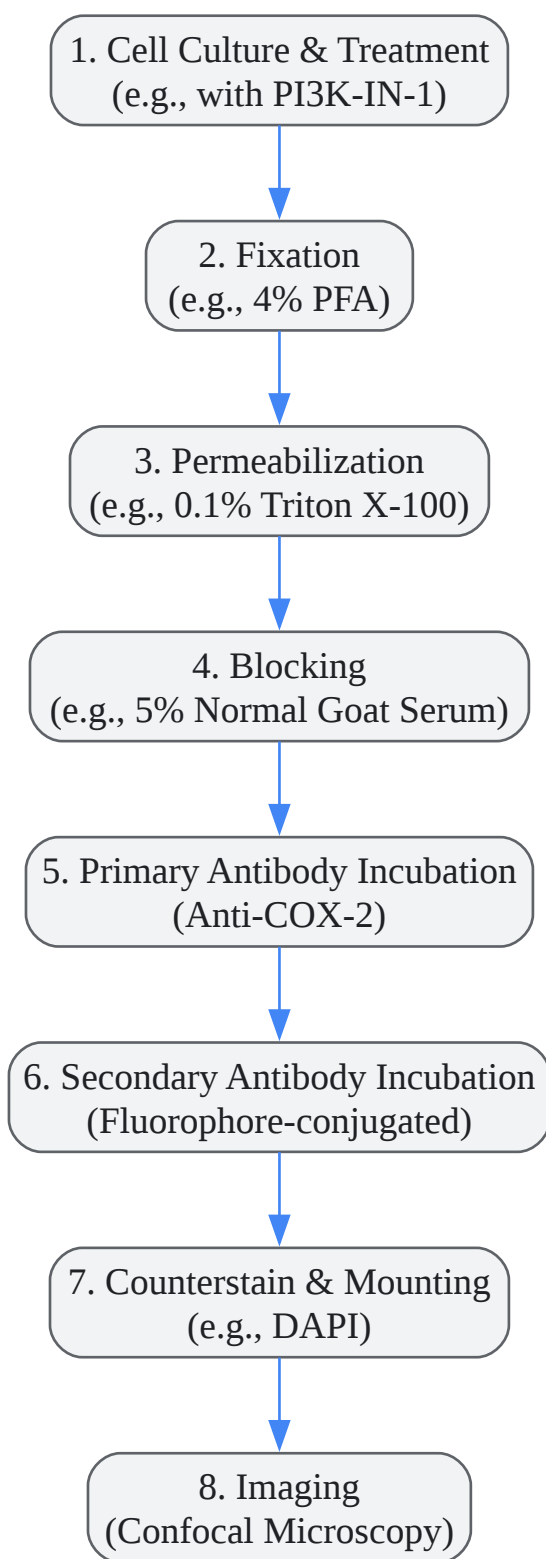 1. Cell Culture & Treatment
(e.g., with PI3K-IN-1)
2. Fixation
(e.g., 4% PFA)
3. Permeabilization
(e.g., 0.1% Triton X-100)
4. Blocking
(e.g., 5% Normal Goat Serum)
5. Primary Antibody Incubation
(Anti-COX-2)
6. Secondary Antibody Incubation
(Fluorophore-conjugated)
7. Counterstain & Mounting
(e.g., DAPI)
8. Imaging
(Confocal Microscopy)